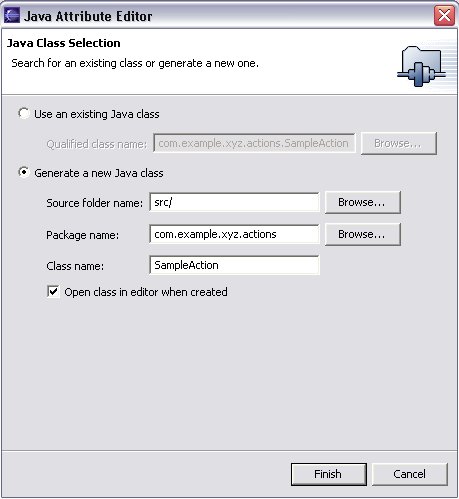 Java Attribute Editor
Java Class Selection
Search for an existing class or generate a new one.
Use an existing Java class
Qualified class name: com.example.xyz.actions.SampleAction Browse...
Generate a new Java class
Source folder name: src/ Browse...
Package name: com.example.xyz.actions Browse...
Class name: SampleAction
Open class in editor when created
Finish Cancel